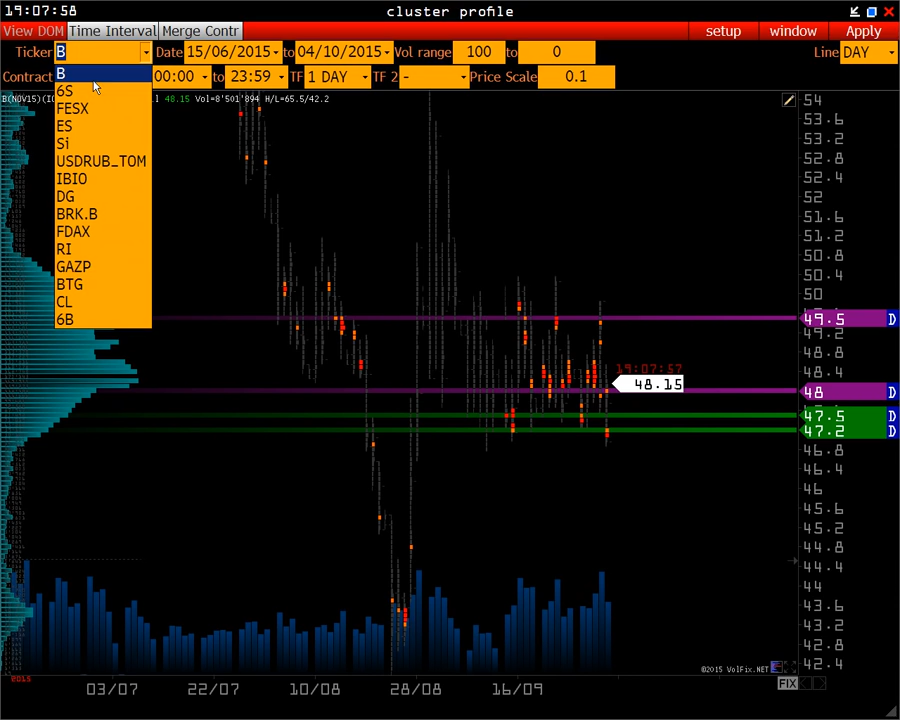 19:07:58 cluster profile
View DOM Time Interval Merge Contr setup window Apply
Ticker B Date 15/06/2015 to 04/10/2015 Vol range 100 to 0 Line DAY
Contract 00:00 to 23:59 TF 1 DAY TF 2 - Price Scale 0.1
B
6S
FESX
ES
Si
USDRUB_TOM
IBIO
DG
BRK.B
FDAX
RI
GAZP
BTG
CL
6B
48.15 Vol=8'501'894 H/L=65.5/42.2
54
53.6
53.2
52.8
52.4
52
51.6
51.2
50.8
50.4
50
49.5 D
49.2
48.8
48.4
19:07:57
48.15
48 D
47.5 D
47.2 D
46.8
46.4
46
45.6
45.2
44.8
44.4
44
43.6
43.2
42.8
42.4
©2015 VolFix.NET
2015
03/07 22/07 10/08 28/08 16/09 FIX